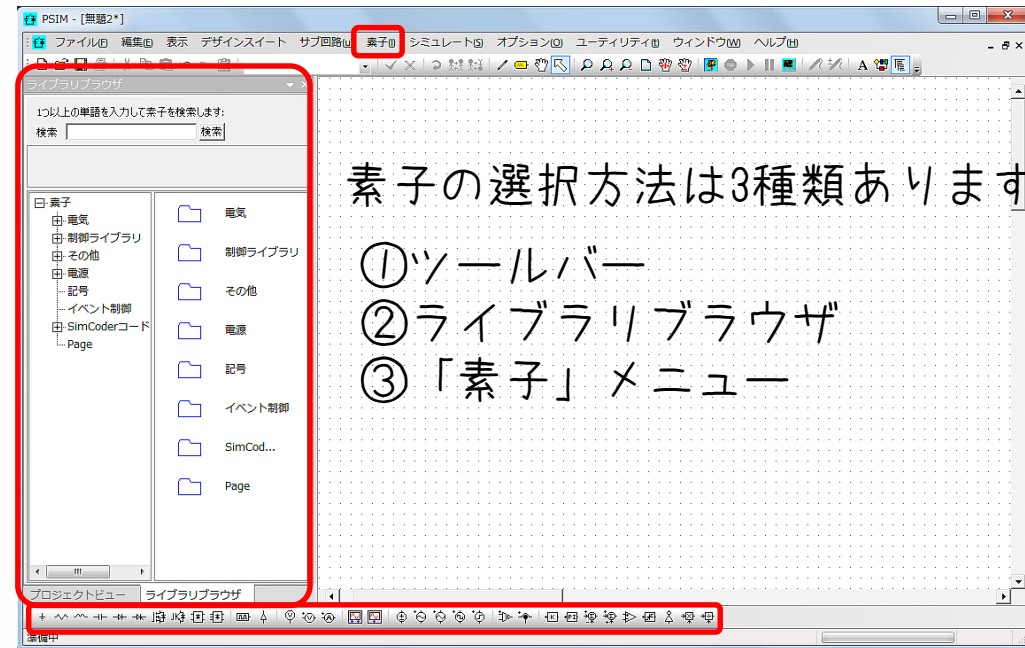 PSIM - [無題2*]
ファイル(F) 編集(E) 表示 デザインスイート サブ回路(U) 素子(I) シミュレート(S) オプション(O) ユーティリティ(t) ウィンドウ(W) ヘルプ(H)
ライブラリブラウザ
1つ以上の単語を入力して素子を検索します:
検索 検索
素子
電気
制御ライブラリ
その他
電源
記号
イベント制御
SimCoderコード
Page
電気
制御ライブラリ
その他
電源
記号
イベント制御
SimCod...
Page
素子の選択方法は3種類あります
①ツールバー
②ライブラリブラウザ
③「素子」メニュー
プロジェクトビュー ライブラリブラウザ
準備中